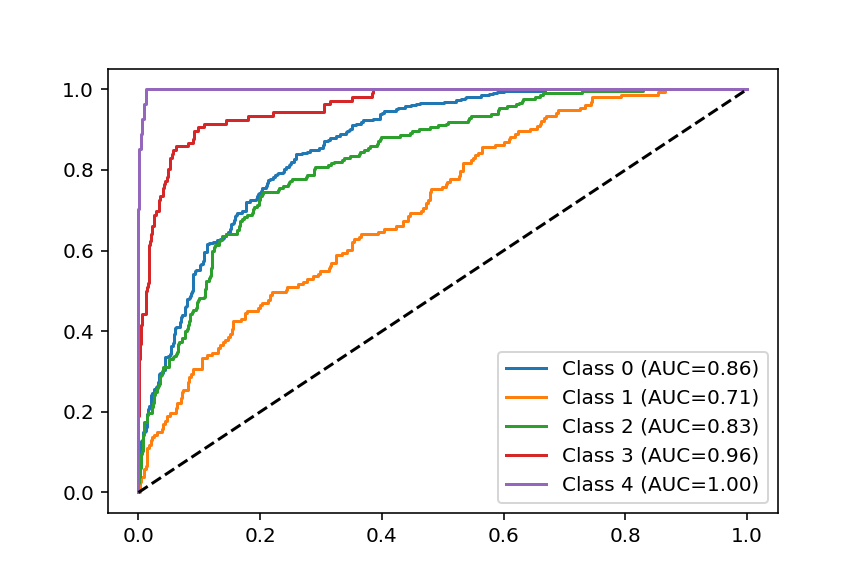 1.0
0.8
0.6
0.4
0.2
0.0
Class 0 (AUC=0.86)
Class 1 (AUC=0.71)
Class 2 (AUC=0.83)
Class 3 (AUC=0.96)
Class 4 (AUC=1.00)
0.0 0.2 0.4 0.6 0.8 1.0